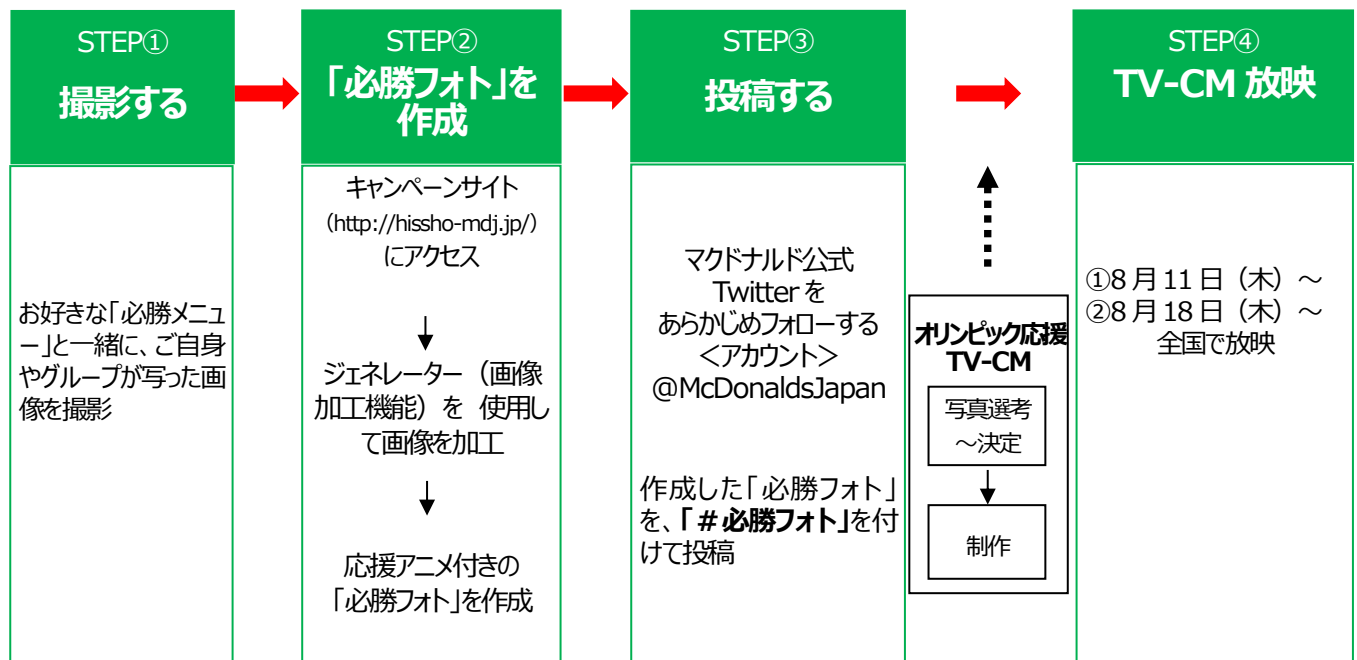 STEP①
撮影する
お好きな「必勝メニュ
ー」と一緒に、ご自身
やグループが写った画
像を撮影
STEP②
「必勝フォト」を
作成
キャンペーンサイト
（http://hissho-mdj.jp/）
にアクセス
ジェネレーター（画像
加工機能）を 使用し
て画像を加工
応援アニメ付きの
「必勝フォト」を作成
STEP③
投稿する
マクドナルド公式
Twitter を
あらかじめフォローする
＜アカウント＞
@McDonaldsJapan
作成した「必勝フォト」
を、「＃必勝フォト」を付
けて投稿
オリンピック応援
TV-CM
写真選考
～決定
制作
STEP④
TV-CM 放映
①8 月 11 日（木）～
②8 月 18 日（木）～
全国で放映